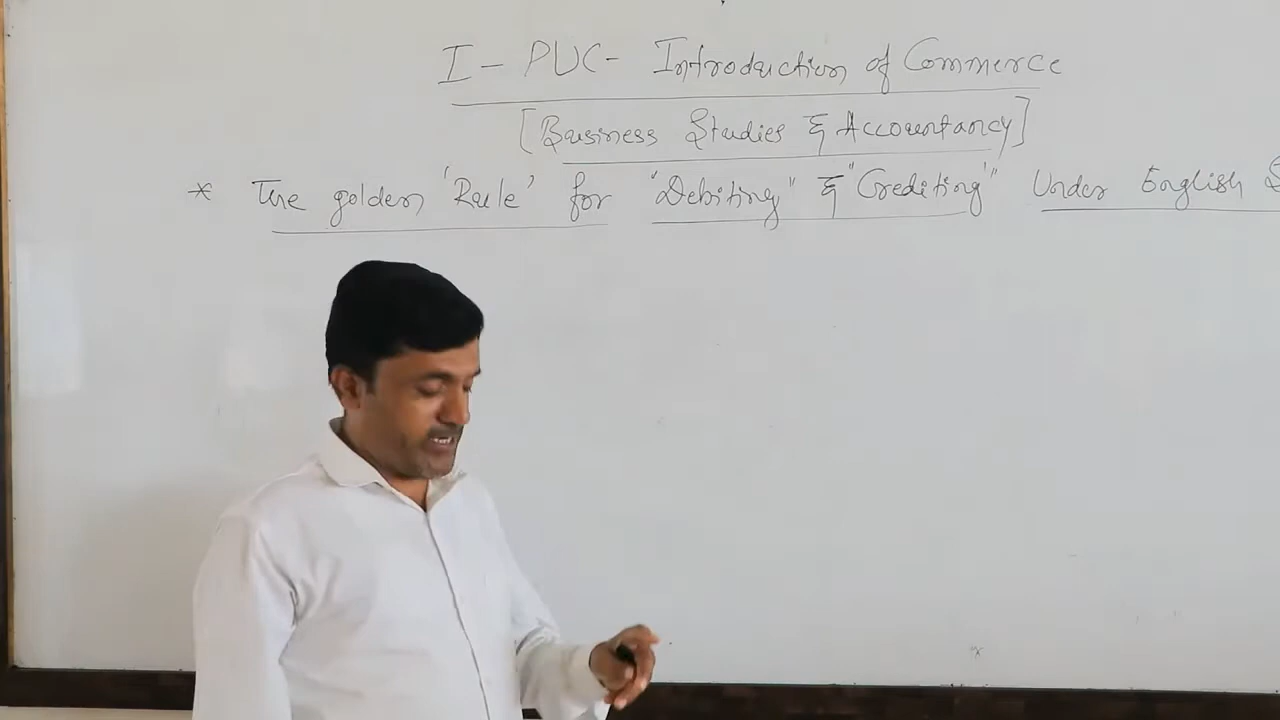 I - PUC - Introduction of Commerce
[Business Studies & Accountancy]
* The golden 'Rule' for "Debiting" & "Crediting" Under English